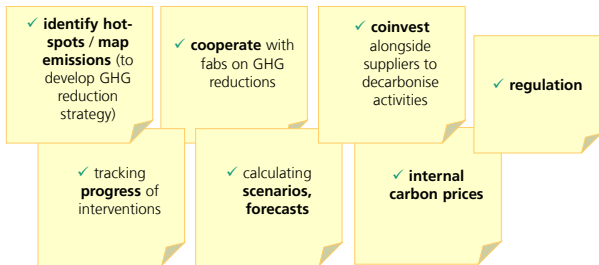 ✓ identify hot-
spots / map
emissions (to
develop GHG
reduction
strategy)
✓ cooperate with
fabs on GHG
reductions
✓ coinvest
alongside
suppliers to
decarbonise
activities
✓ regulation
✓ tracking
progress of
interventions
✓ calculating
scenarios,
forecasts
✓ internal
carbon prices